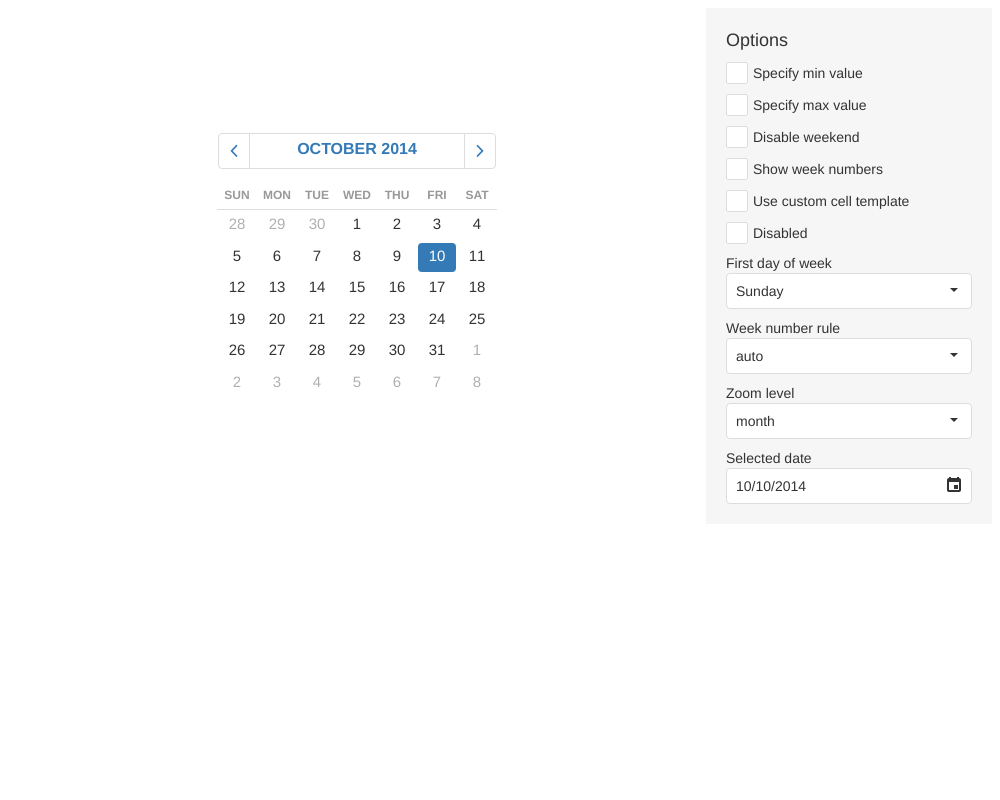 OCTOBER 2014
SUN MON TUE WED THU FRI SAT
28 29 30 1 2 3 4
5 6 7 8 9 10 11
12 13 14 15 16 17 18
19 20 21 22 23 24 25
26 27 28 29 30 31 1
2 3 4 5 6 7 8
Options
Specify min value
Specify max value
Disable weekend
Show week numbers
Use custom cell template
Disabled
First day of week
Sunday
Week number rule
auto
Zoom level
month
Selected date
10/10/2014